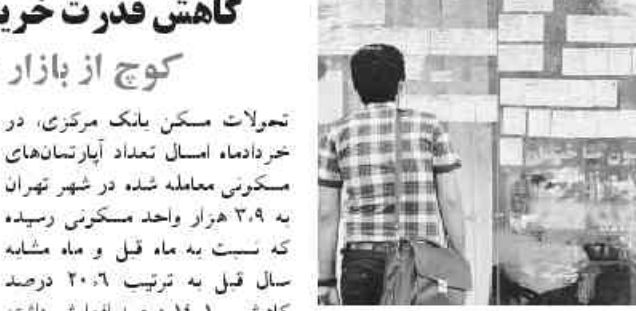 کاهش قدرت خرید
کوچ از بازار
تحولات مسکن بانک مرکزی، در
خردادماه امسال تعداد آپارتمان‌های
مسکونی معامله شده در شهر تهران
به ۳،۹ هزار واحد مسکونی رسیده
که نسبت به ماه قبل و ماه مشابه
سال قبل به ترتیب ۲۰،۶ درصد